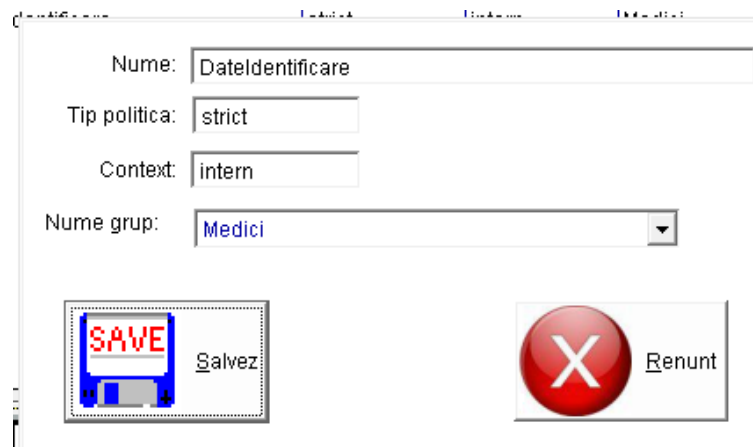 Nume: DateIdentificare
Tip politica: strict
Context: intern
Nume grup: Medici
SAVE Salvez X Renunt